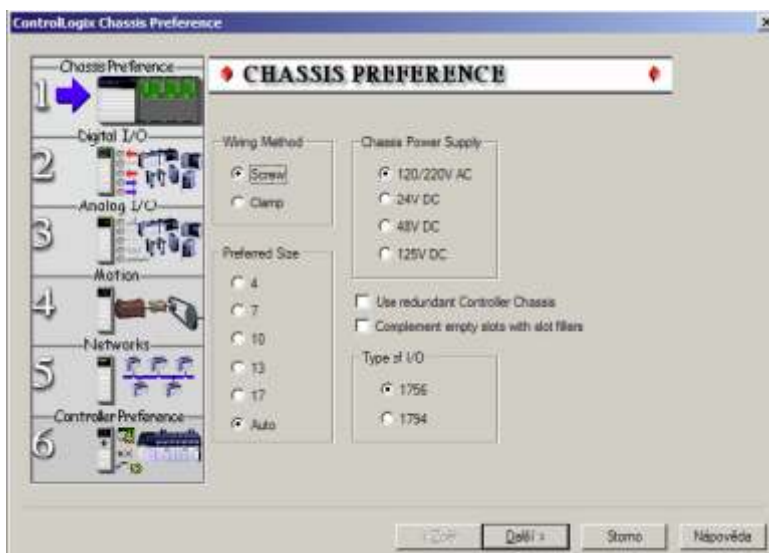 ControlLogix Chassis Preference
Chassis Preference
1
Digital I/O
2
Analog I/O
3
Motion
4
Networks
5
Controller Preference
6
CHASSIS PREFERENCE
Wiring Method
Screw
Clamp
Preferred Size
4
7
10
13
17
Auto
Chassis Power Supply
120/220V AC
24V DC
48V DC
125V DC
Use redundant Controller Chassis
Complement empty slots with slot fillers
Type of I/O
1756
1794
< Zpět
Další >
Storno
Nápověda